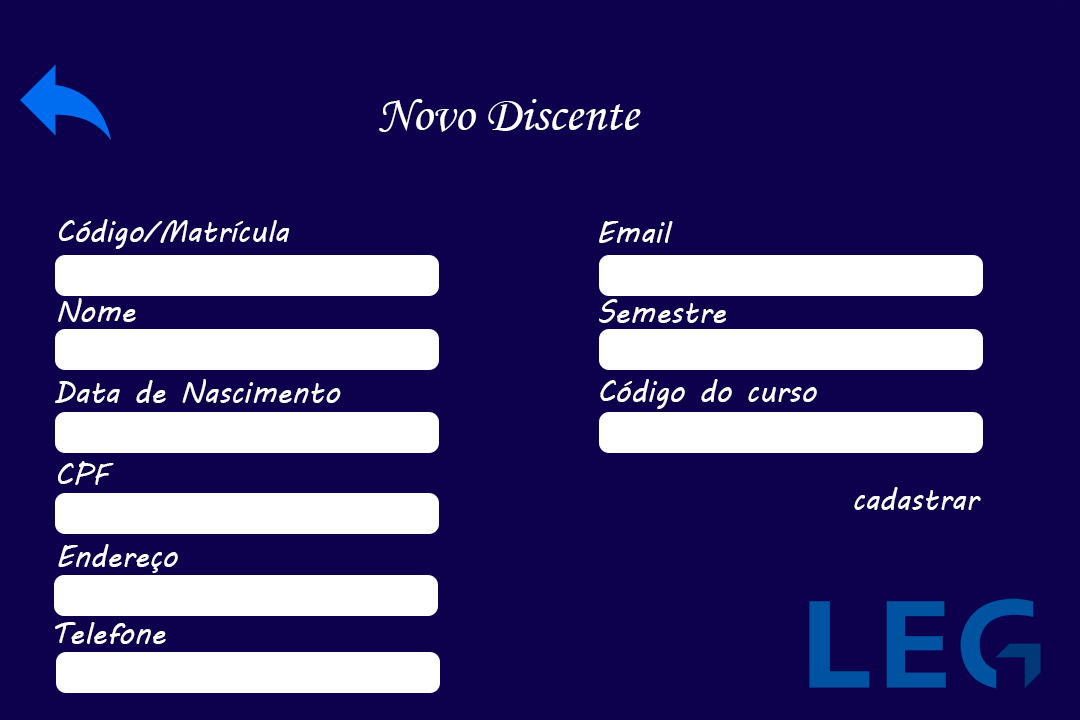 Novo Discente
Código/Matrícula
Nome
Data de Nascimento
CPF
Endereço
Telefone
Email
Semestre
Código do curso
cadastrar
LEG